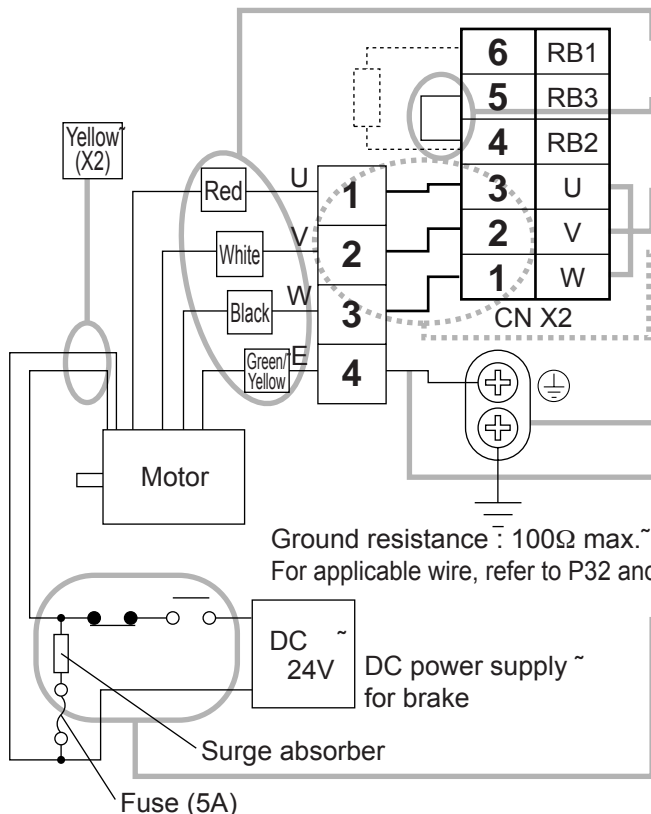 6 RB1
5 RB3
4 RB2
3 U
2 V
1 W
CN X2
Yellow~
(X2)
Red U 1
White V 2
Black W 3
Green/~
Yellow E 4
Motor
Ground resistance : 100Ω max.~
For applicable wire, refer to P32 and
DC ~
24V
DC power supply ~
for brake
Surge absorber
Fuse (5A)